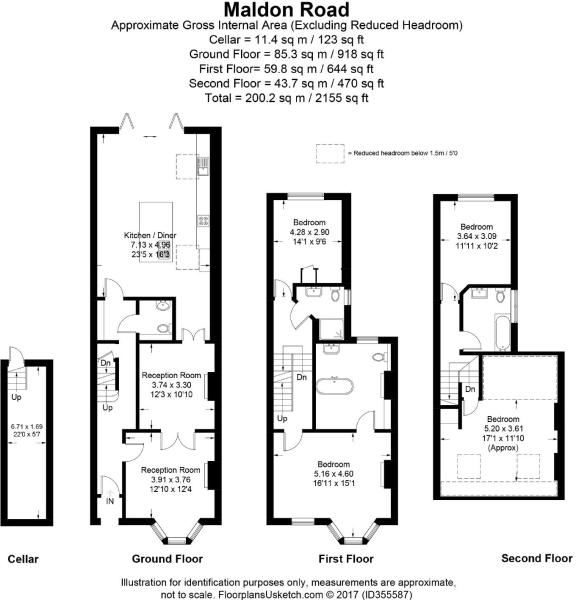 Maldon Road
Approximate Gross Internal Area (Excluding Reduced Headroom)
Cellar = 11.4 sq m / 123 sq ft
Ground Floor = 85.3 sq m / 918 sq ft
First Floor= 59.8 sq m / 644 sq ft
Second Floor = 43.7 sq m / 470 sq ft
Total = 200.2 sq m / 2155 sq ft
= Reduced headroom below 1.5m / 5'0
Kitchen / Diner
7.13 x 4.96
23'5 x 16'3
Bedroom
4.28 x 2.90
14'1 x 9'6
Bedroom
3.64 x 3.09
11'11 x 10'2
Dn
Up
Reception Room
3.74 x 3.30
12'3 x 10'10
Dn
Dn
Up
6.71 x 1.69
22'0 x 5'7
Up
Bedroom
5.20 x 3.61
17'1 x 11'10
(Approx)
Reception Room
3.91 x 3.76
12'10 x 12'4
Bedroom
5.16 x 4.60
16'11 x 15'1
IN
Cellar
Ground Floor
First Floor
Second Floor
Illustration for identification purposes only, measurements are approximate,
not to scale. FloorplansUsketch.com © 2017 (ID355587)